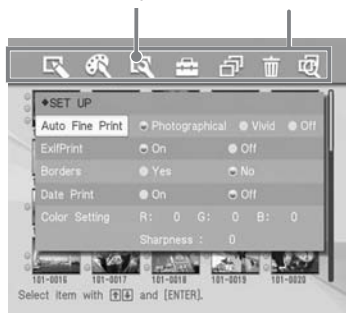 ◆SET UP
Auto Fine Print Photographical Vivid Off
ExifPrint On Off
Borders Yes No
Date Print On Off
Color Setting R: 0 G: 0 B: 0
Sharpness : 0
101-0016 101-0017 101-0018 101-0019 101-0020
Select item with [↑][↓] and [ENTER].